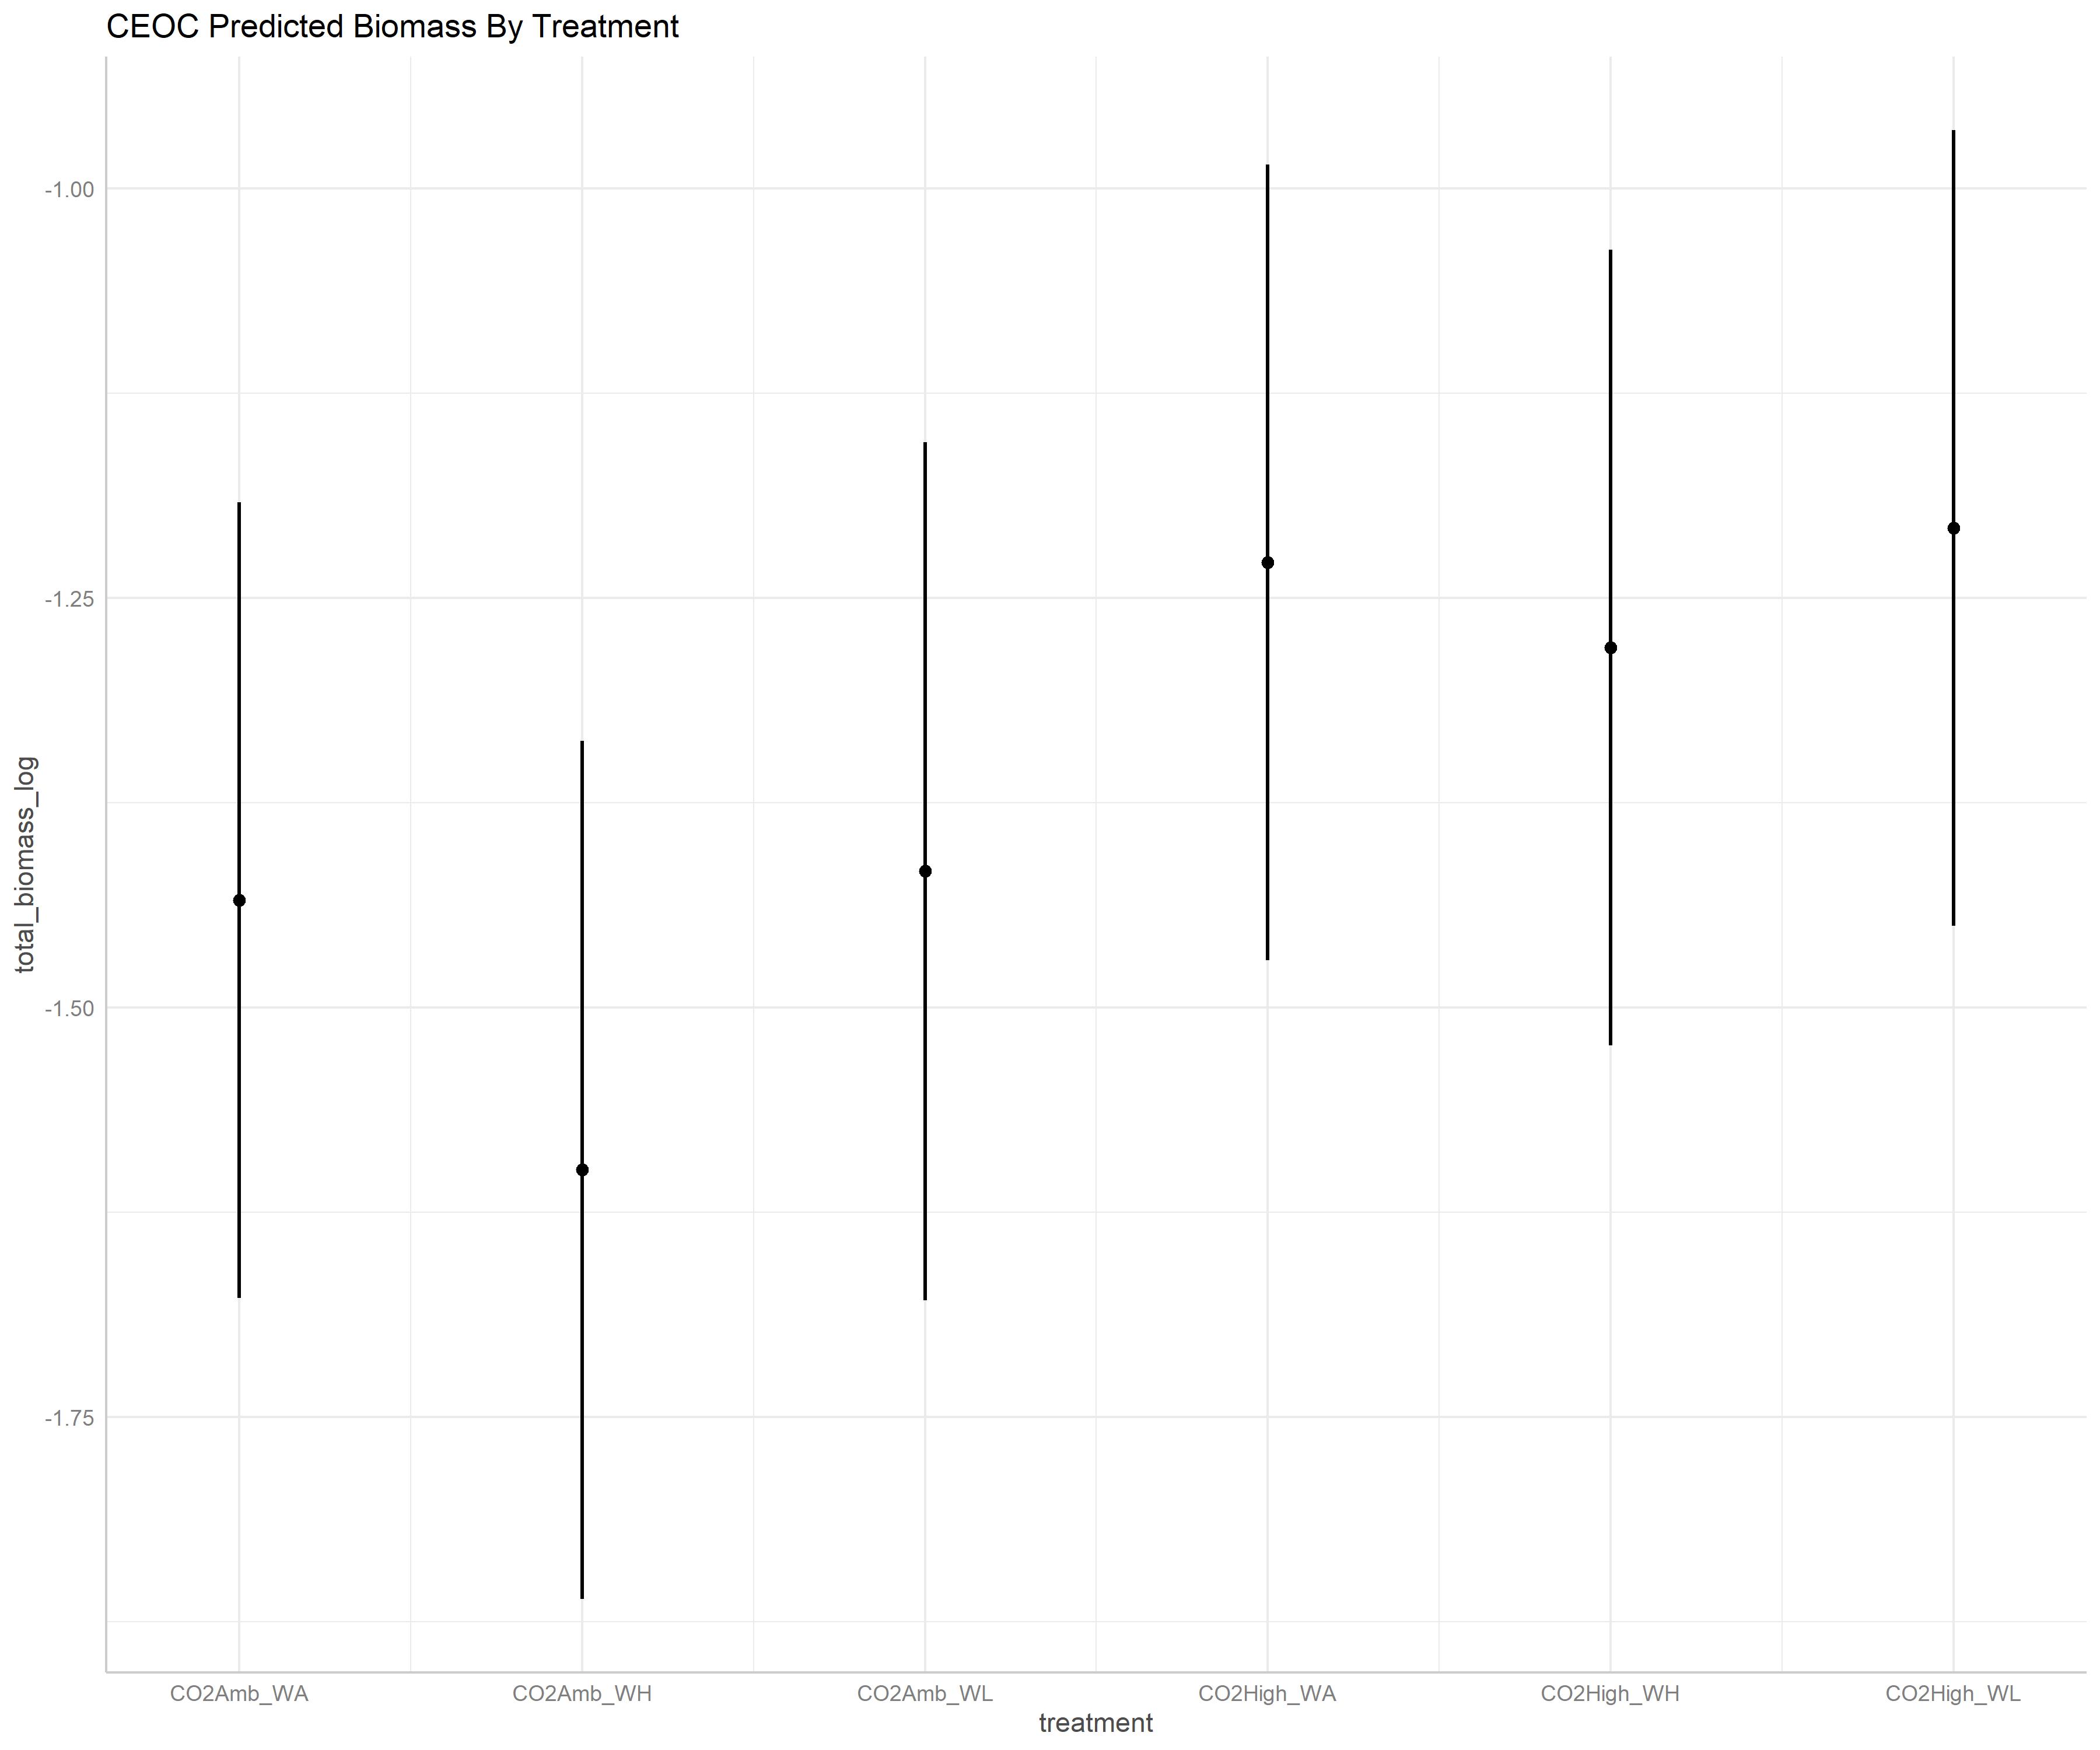 CEOC Predicted Biomass By Treatment
-1.00
-1.25
-1.50
-1.75
total_biomass_log
CO2Amb_WA CO2Amb_WH CO2Amb_WL CO2High_WA CO2High_WH CO2High_WL
treatment